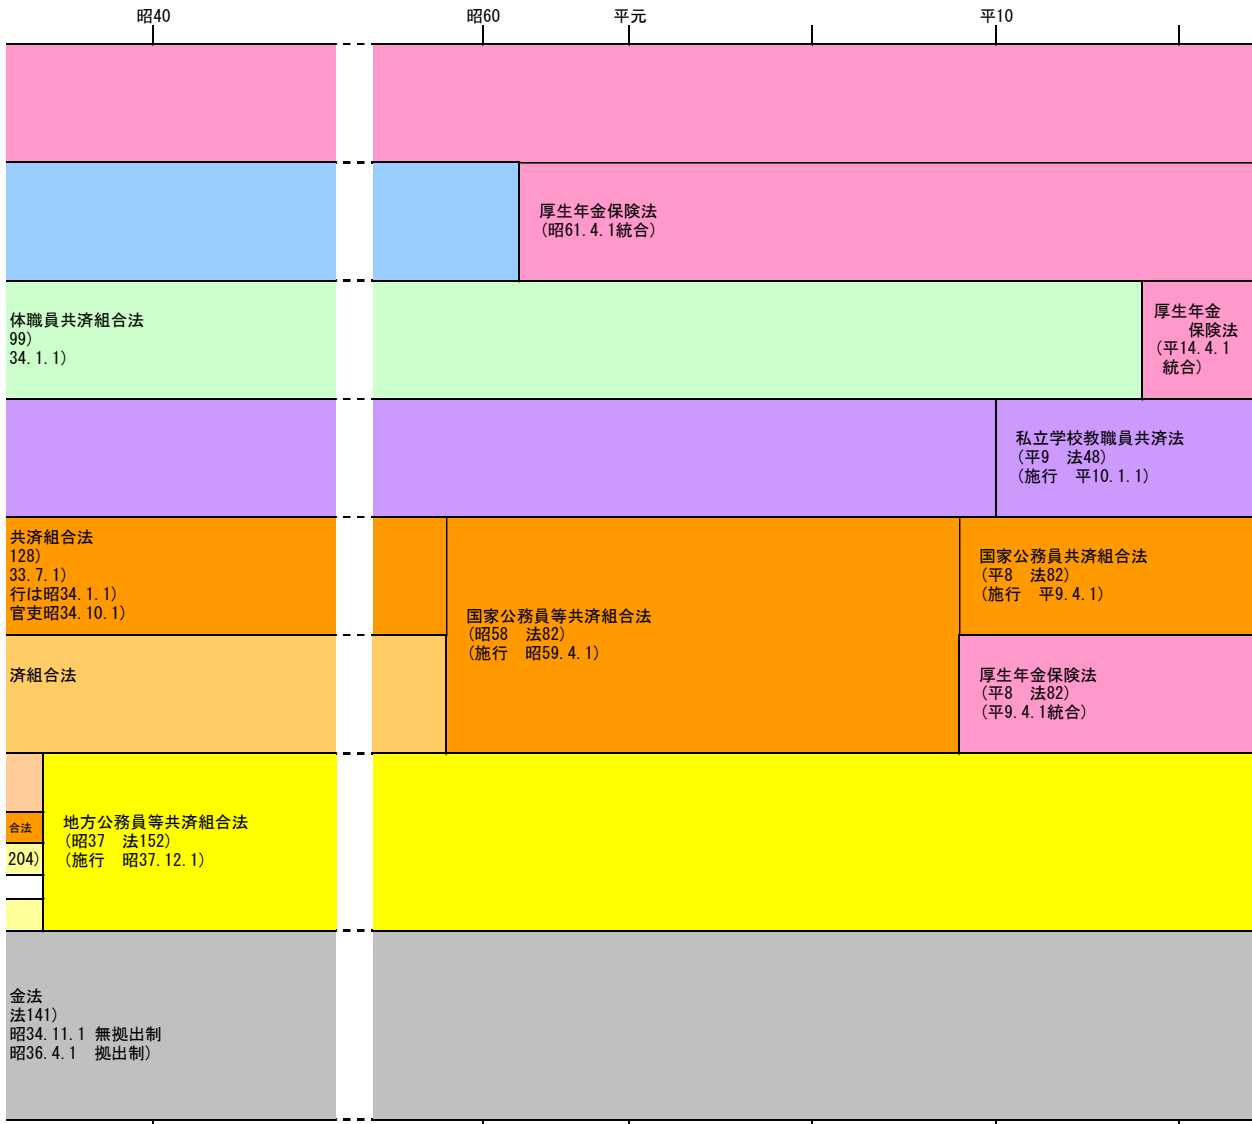 昭40
昭60
平元
平10
厚生年金保険法
(昭61.4.1統合)
体職員共済組合法
99)
34.1.1)
厚生年金
保険法
(平14.4.1
統合)
私立学校教職員共済法
(平9 法48)
(施行 平10.1.1)
共済組合法
128)
33.7.1)
行は昭34.1.1)
官吏昭34.10.1)
国家公務員等共済組合法
(昭58 法82)
(施行 昭59.4.1)
国家公務員共済組合法
(平8 法82)
(施行 平9.4.1)
済組合法
厚生年金保険法
(平8 法82)
(平9.4.1統合)
合法
204)
地方公務員等共済組合法
(昭37 法152)
(施行 昭37.12.1)
金法
法141)
昭34.11.1 無拠出制
昭36.4.1 拠出制)